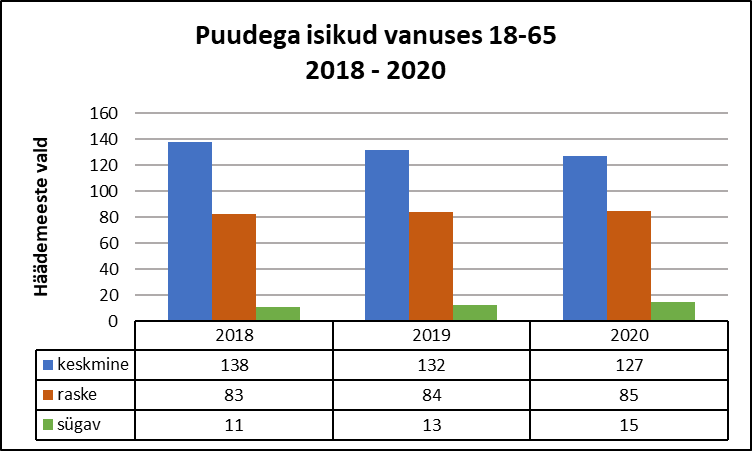 Puudega isikud vanuses 18-65
2018 - 2020
Häädemeeste vald
160
140
120
100
80
60
40
20
0
2018 2019 2020
keskmine 138 132 127
raske 83 84 85
sügav 11 13 15